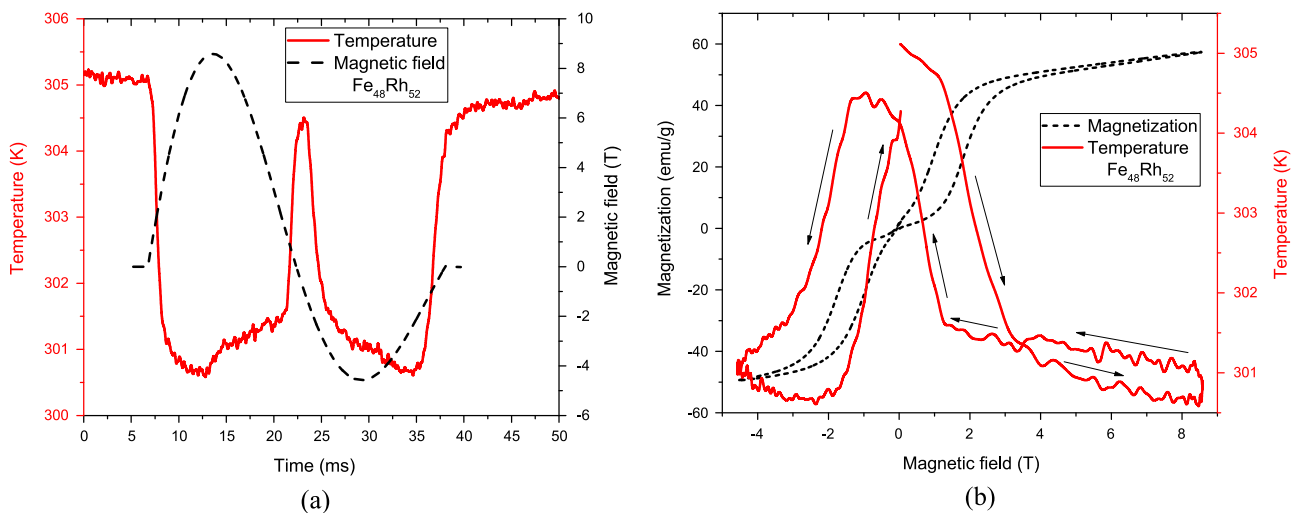 306
305
304
303
302
301
300
Temperature (K)
0 5 10 15 20 25 30 35 40 45 50
Time (ms)
10
8
6
4
2
0
-2
-4
-6
Magnetic field (T)
Temperature
Magnetic field
Fe₄₈Rh₅₂
(a)
60
40
20
0
-20
-40
-60
Magnetization (emu/g)
-4 -2 0 2 4 6 8
Magnetic field (T)
305
304
303
302
301
Temperature (K)
Magnetization
Temperature
Fe₄₈Rh₅₂
(b)